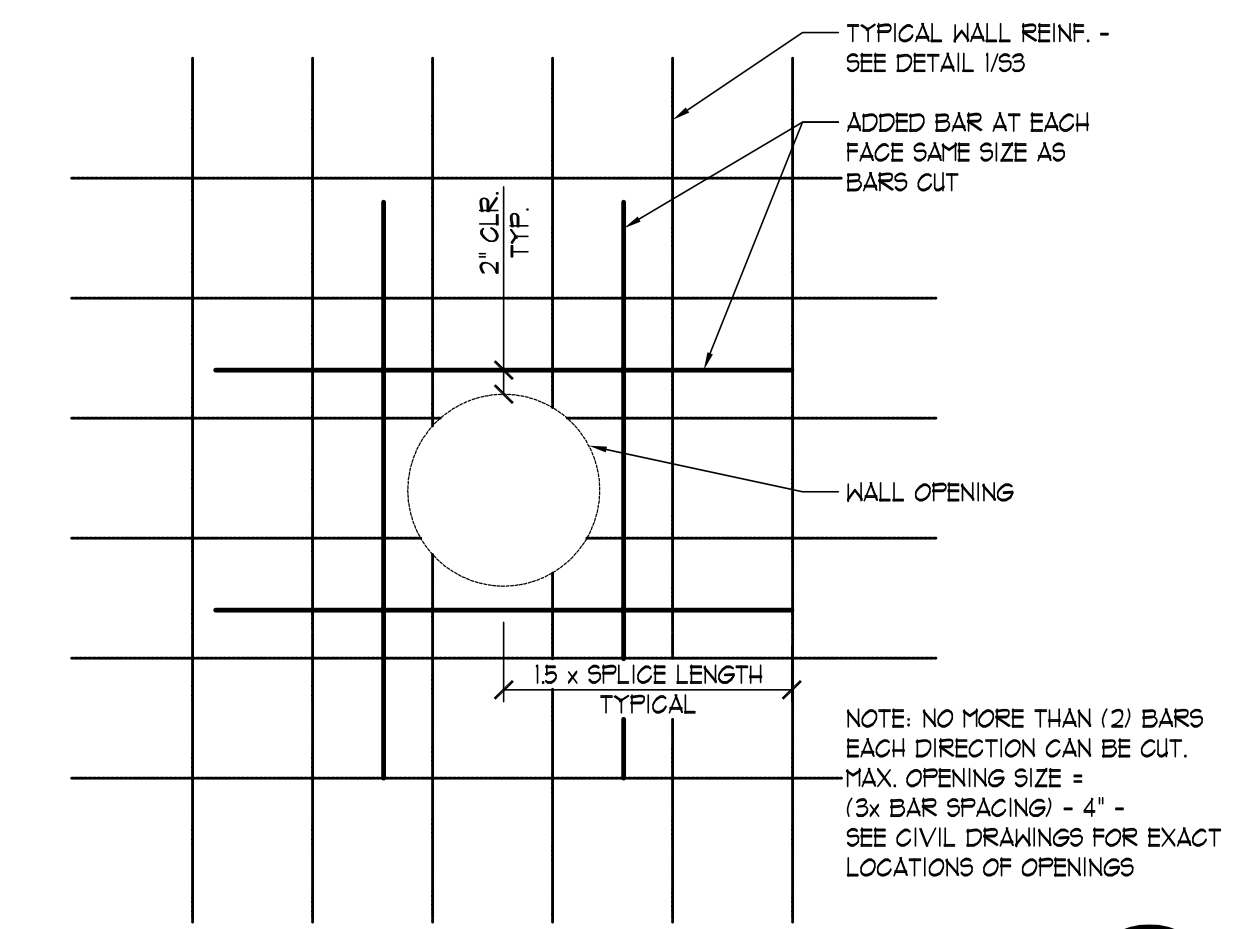 TYPICAL WALL REINF. -
SEE DETAIL 1/S3
ADDED BAR AT EACH
FACE SAME SIZE AS
BARS CUT
2" CLR.
TYP.
WALL OPENING
1.5 x SPLICE LENGTH
TYPICAL
NOTE: NO MORE THAN (2) BARS
EACH DIRECTION CAN BE CUT.
MAX. OPENING SIZE =
(3x BAR SPACING) - 4" -
SEE CIVIL DRAWINGS FOR EXACT
LOCATIONS OF OPENINGS